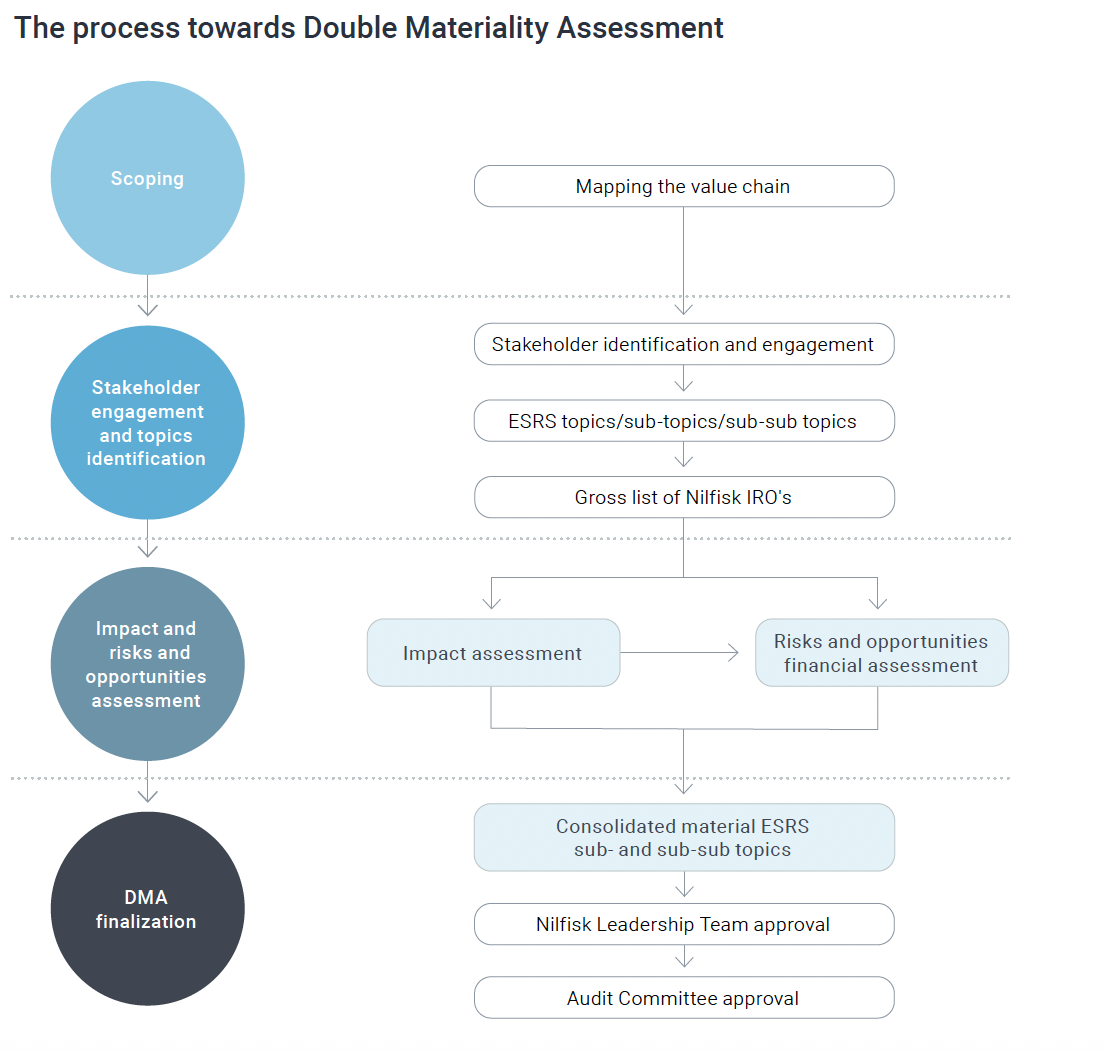 The process towards Double Materiality Assessment
Scoping
Mapping the value chain
Stakeholder
engagement
and topics
identification
Stakeholder identification and engagement
ESRS topics/sub-topics/sub-sub topics
Gross list of Nilfisk IRO's
Impact and
risks and
opportunities
assessment
Impact assessment
Risks and opportunities
financial assessment
DMA
finalization
Consolidated material ESRS
sub- and sub-sub topics
Nilfisk Leadership Team approval
Audit Committee approval